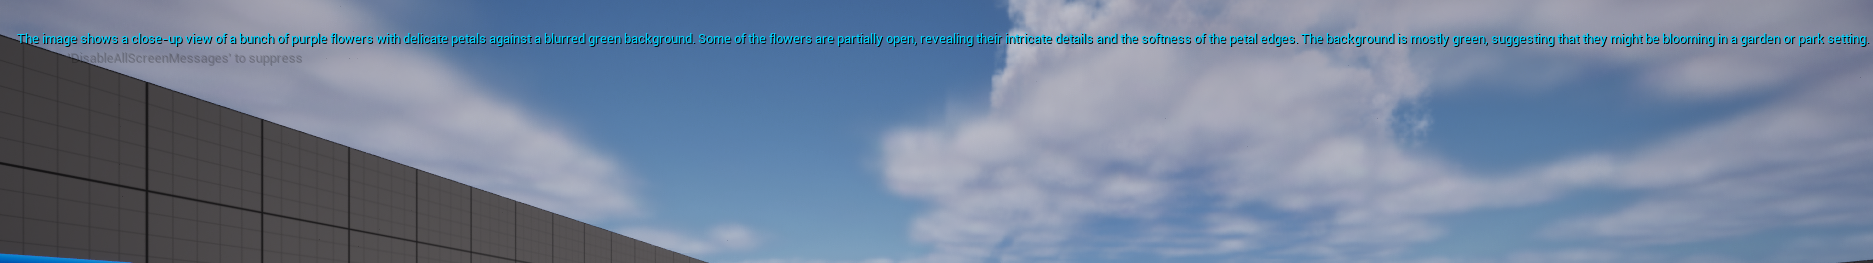 The image shows a close-up view of a bunch of purple flowers with delicate petals against a blurred green background. Some of the flowers are partially open, revealing their intricate details and the softness of the petal edges. The background is mostly green, suggesting that they might be blooming in a garden or park setting.
'DisableAllScreenMessages' to suppress